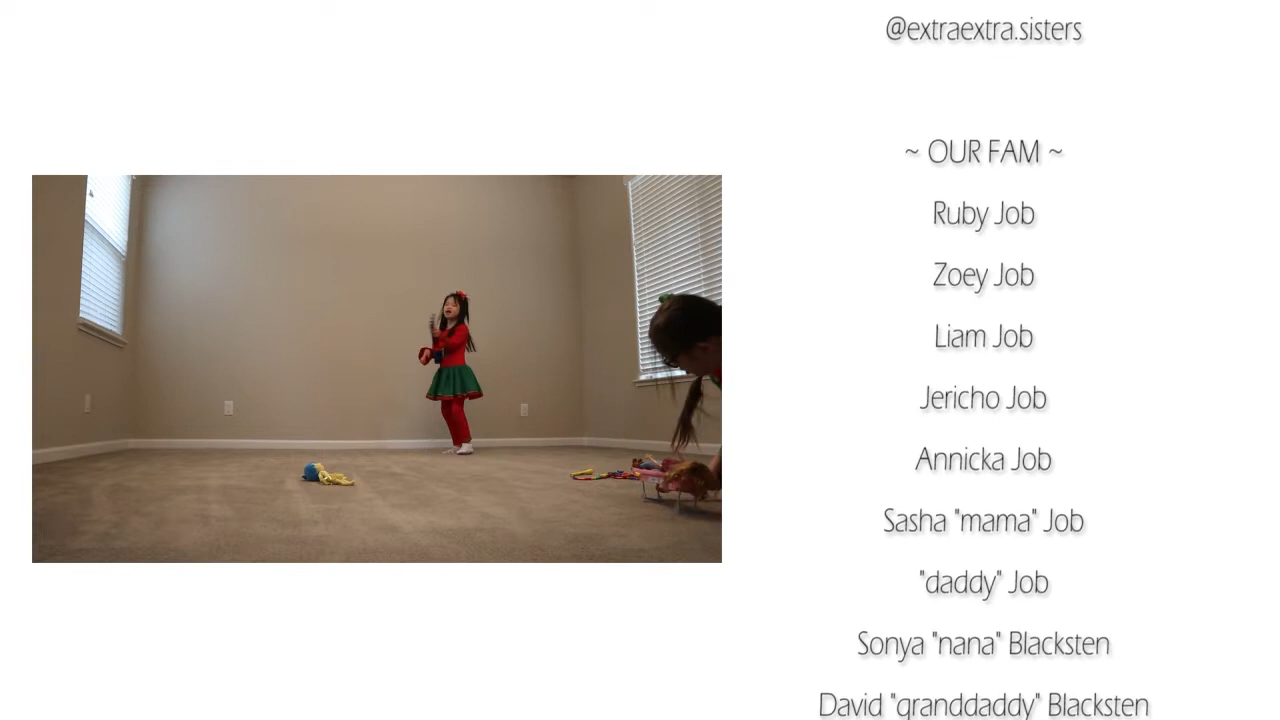 @extraextra.sisters
~ OUR FAM ~
Ruby Job
Zoey Job
Liam Job
Jericho Job
Annicka Job
Sasha "mama" Job
"daddy" Job
Sonya "nana" Blacksten
David "granddaddy" Blacksten